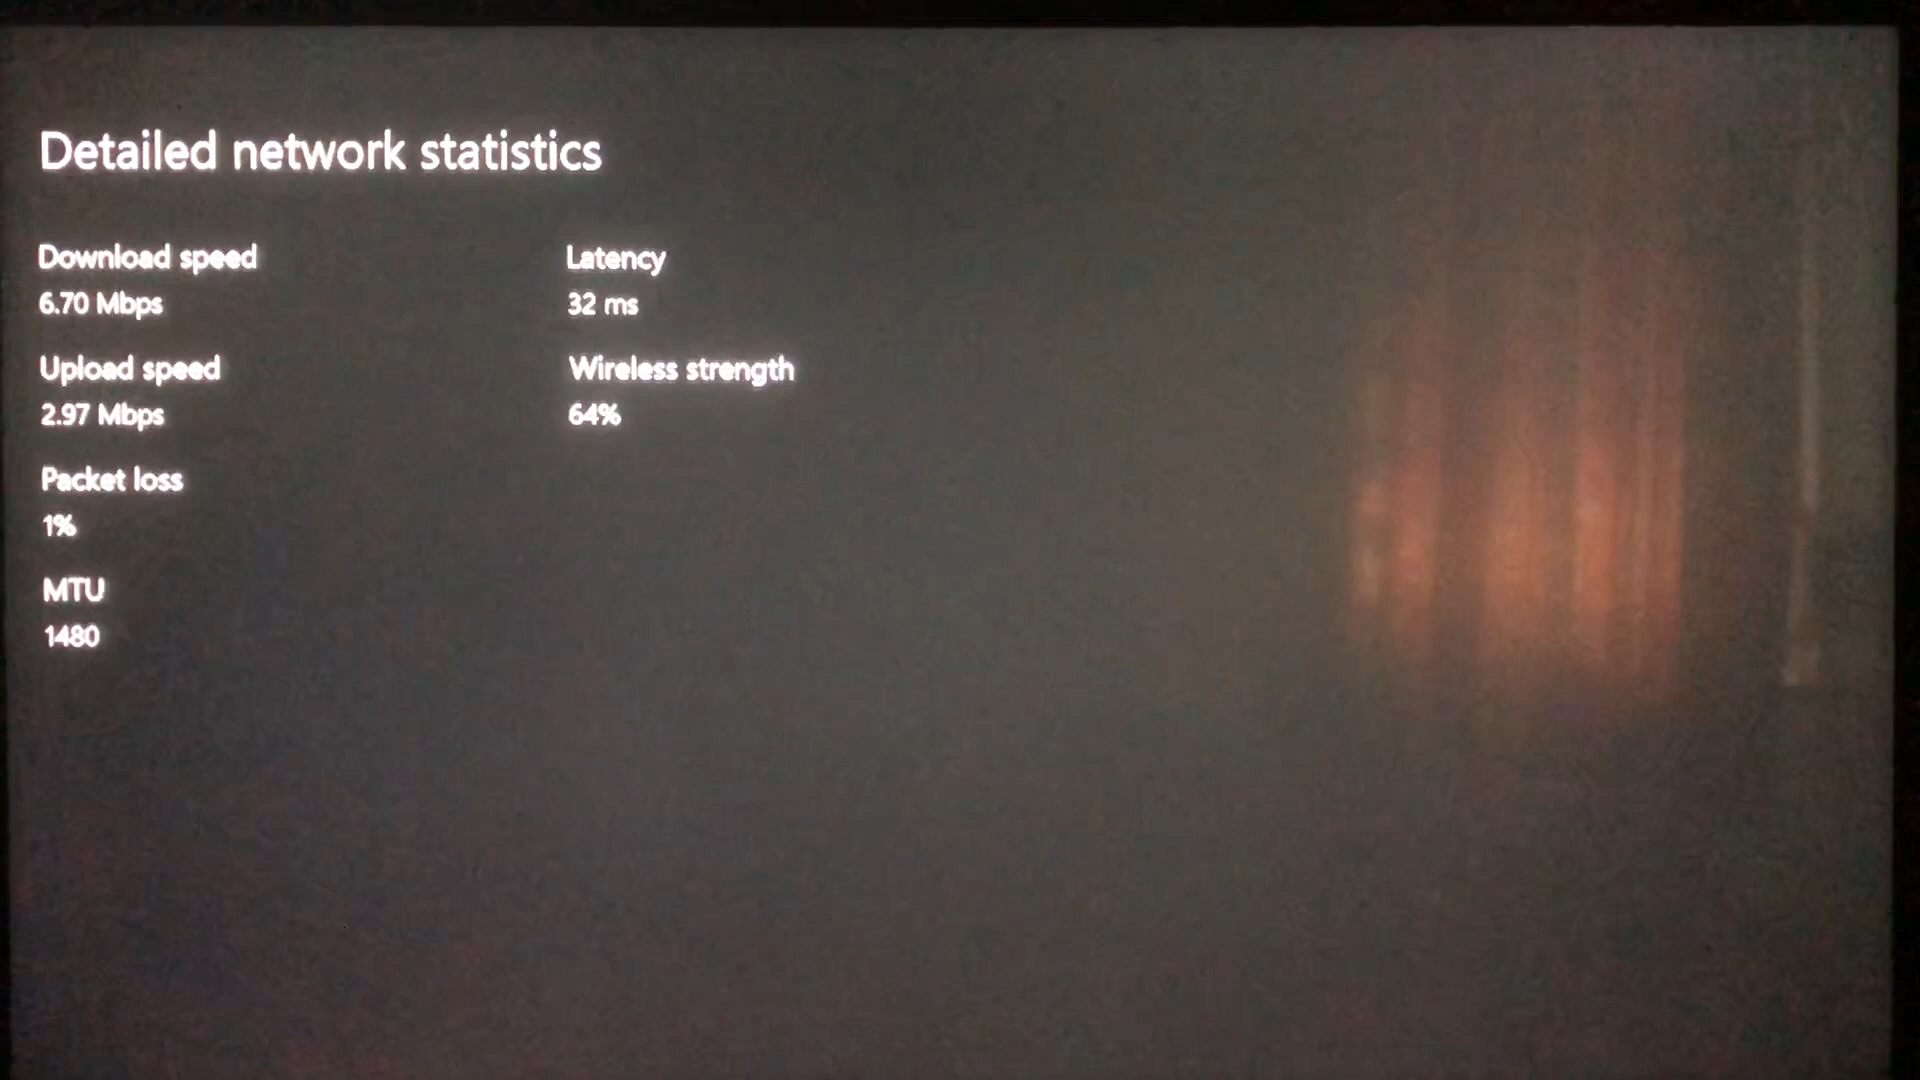 Detailed network statistics
Download speed
6.70 Mbps
Upload speed
2.97 Mbps
Packet loss
1%
MTU
1480
Latency
32 ms
Wireless strength
64%